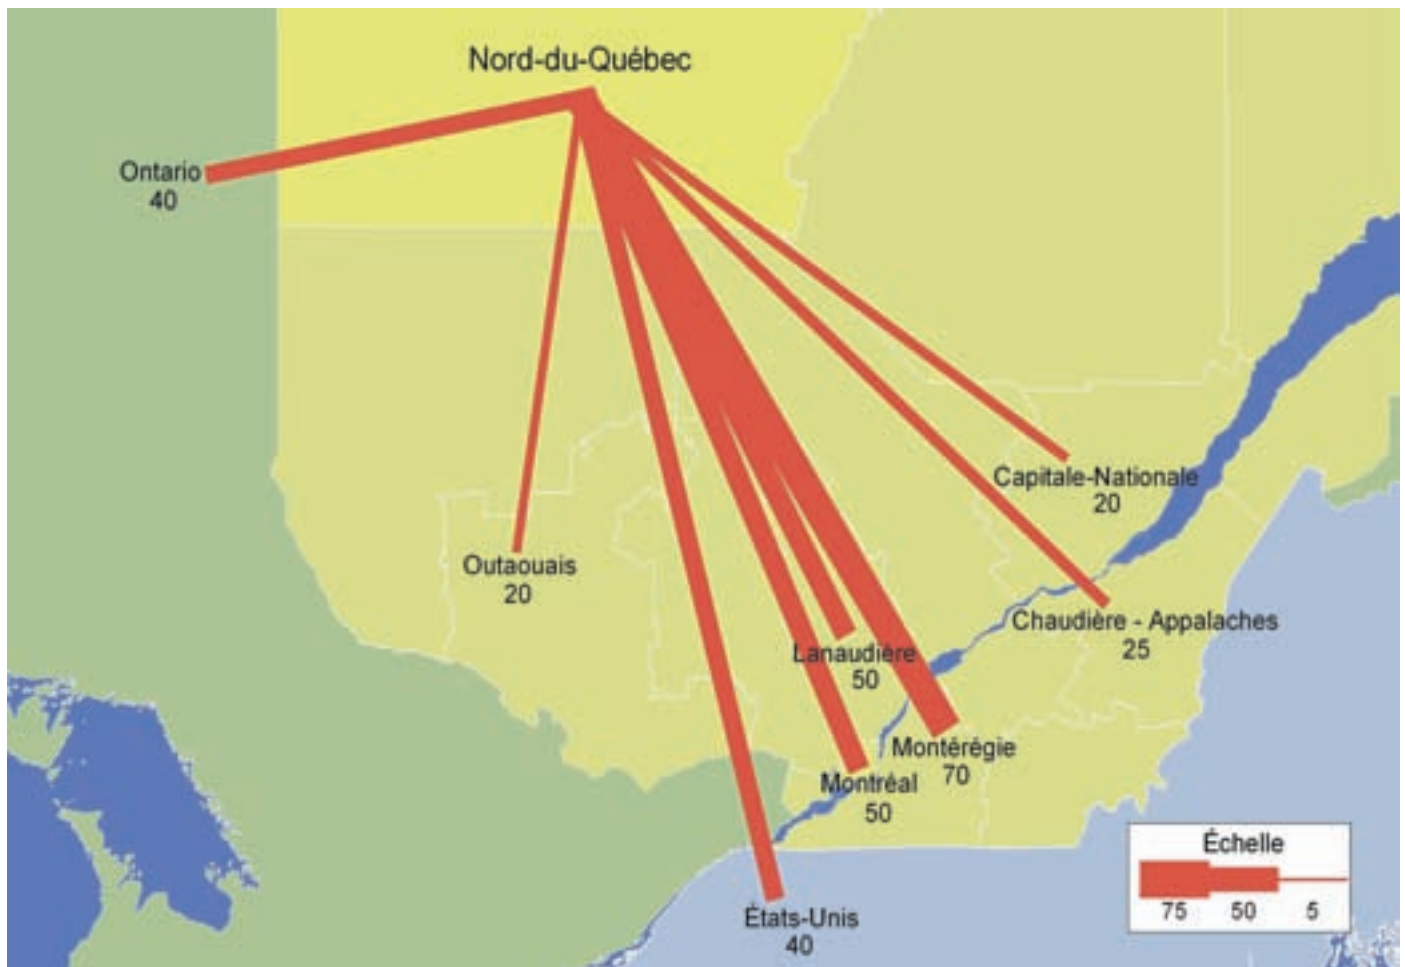 Nord-du-Québec
Ontario
40
Capitale-Nationale
20
Outaouais
20
Chaudière - Appalaches
25
Lanaudière
50
Montérégie
70
Montréal
50
États-Unis
40
Échelle
75 50 5